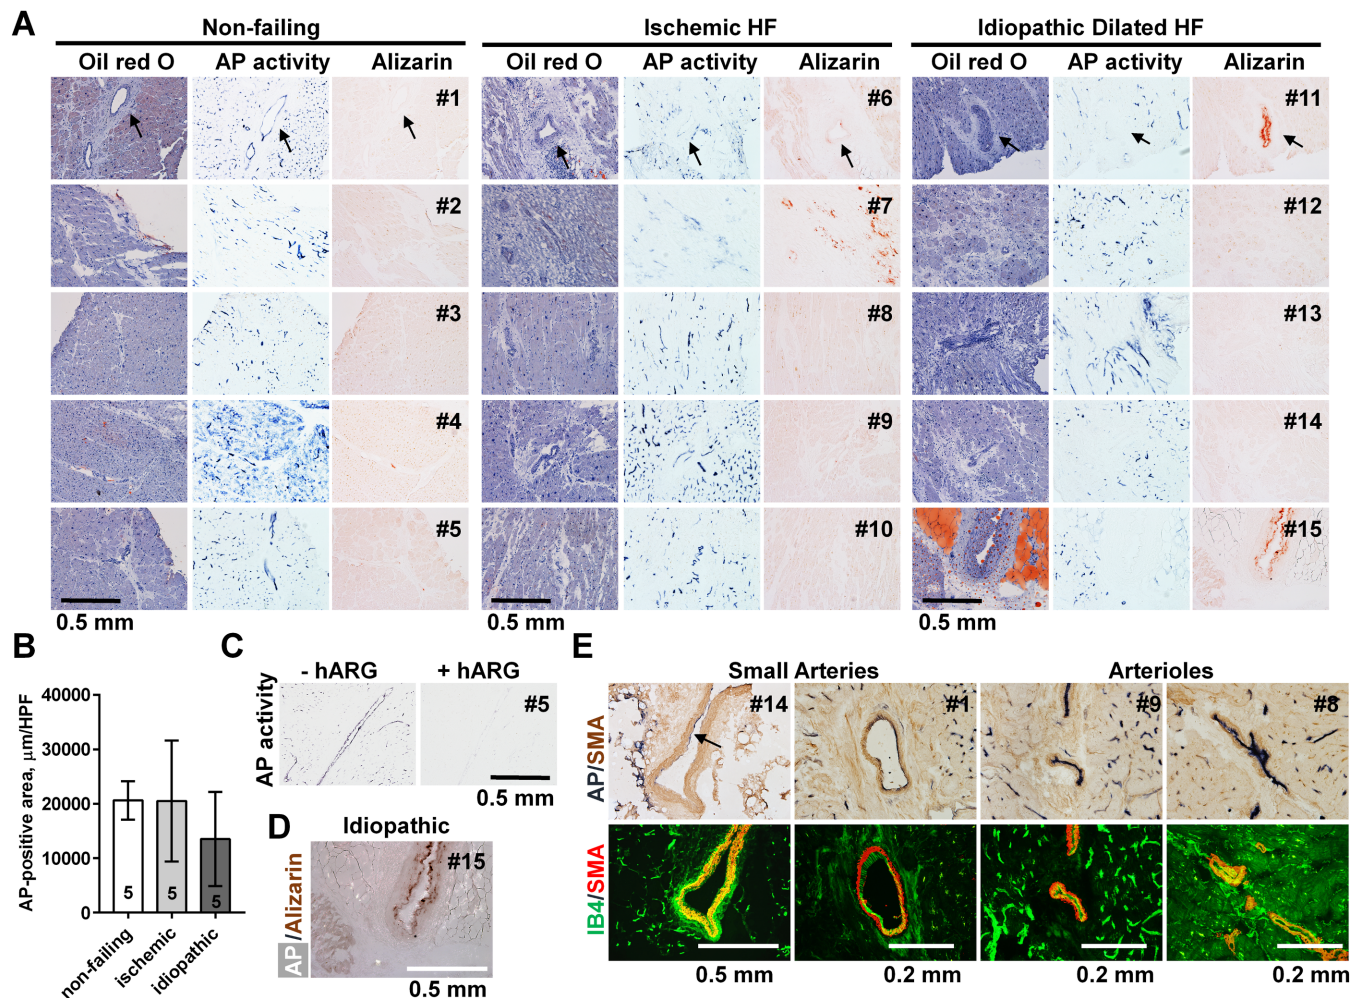 A
Non-failing
Ischemic HF
Idiopathic Dilated HF
Oil red O AP activity Alizarin
Oil red O AP activity Alizarin
Oil red O AP activity Alizarin
#1
#6
#11
#2
#7
#12
#3
#8
#13
#4
#9
#14
#5
#10
#15
0.5 mm
0.5 mm
0.5 mm
B
AP-positive area, µm/HPF
40000
30000
20000
10000
0
5
5
5
non-failing
ischemic
idiopathic
C
- hARG
+ hARG
AP activity
#5
0.5 mm
D
Idiopathic
AP/Alizarin
#15
0.5 mm
E
Small Arteries
Arterioles
AP/SMA
#14
#1
#9
#8
IB4/SMA
0.5 mm
0.2 mm
0.2 mm
0.2 mm